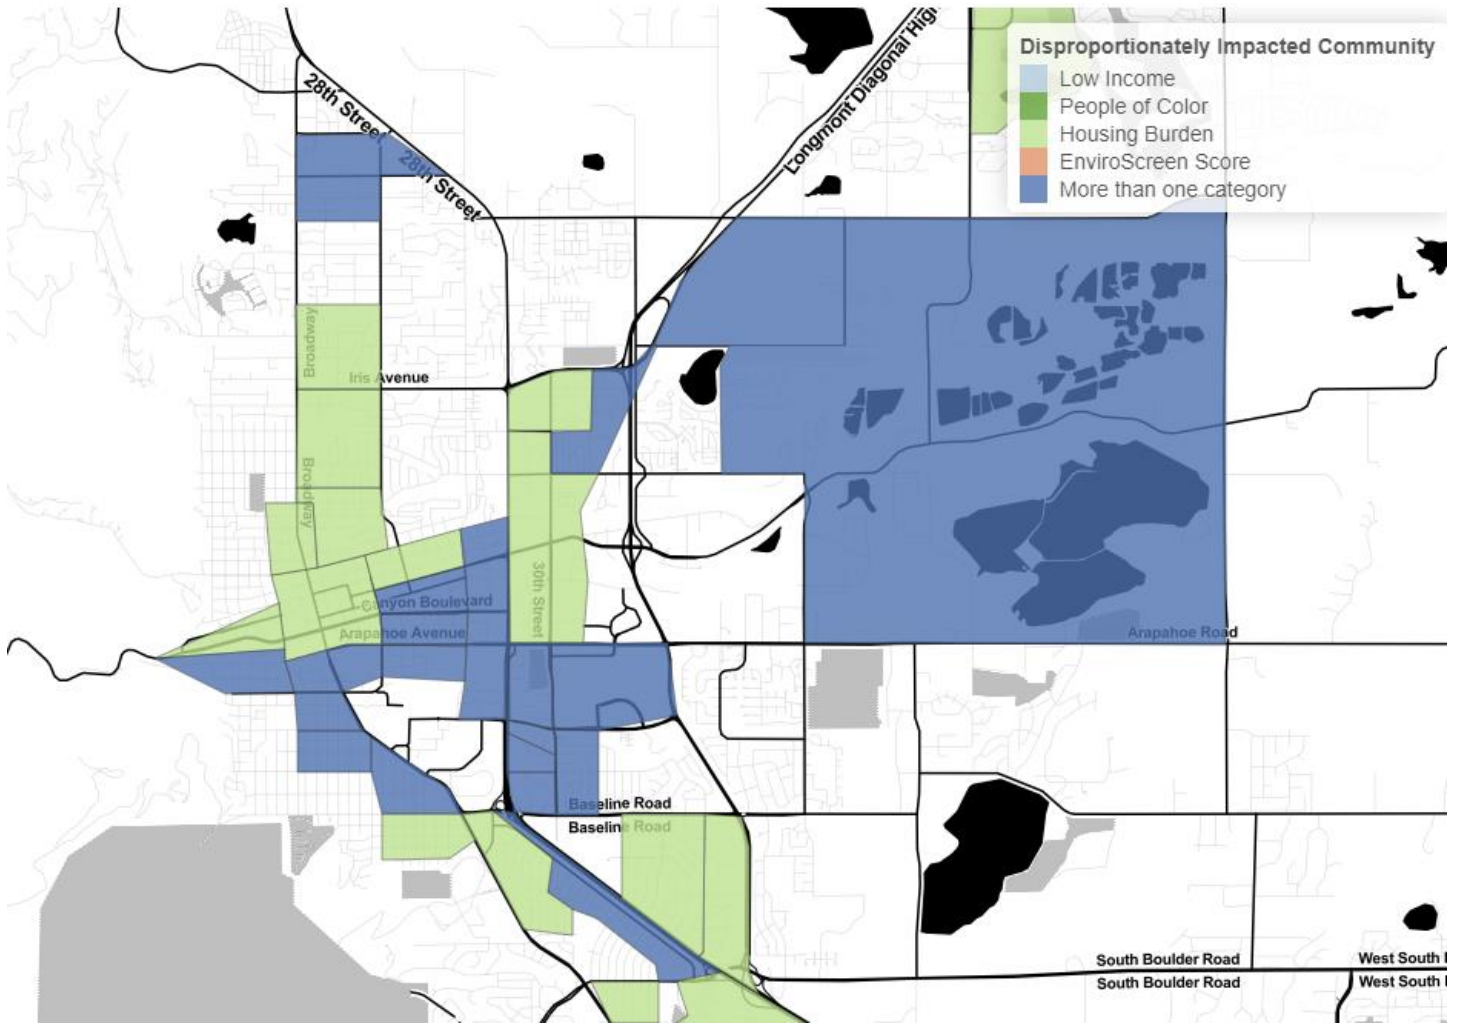 Disproportionately Impacted Community
Low Income
People of Color
Housing Burden
EnviroScreen Score
More than one category
28th Street
28th Street
Longmont Diagonal High
Broadway
Iris Avenue
Broadway
30th Street
Canyon Boulevard
Arapahoe Avenue
Arapahoe Road
Baseline Road
Baseline Road
South Boulder Road
West South
South Boulder Road
West South